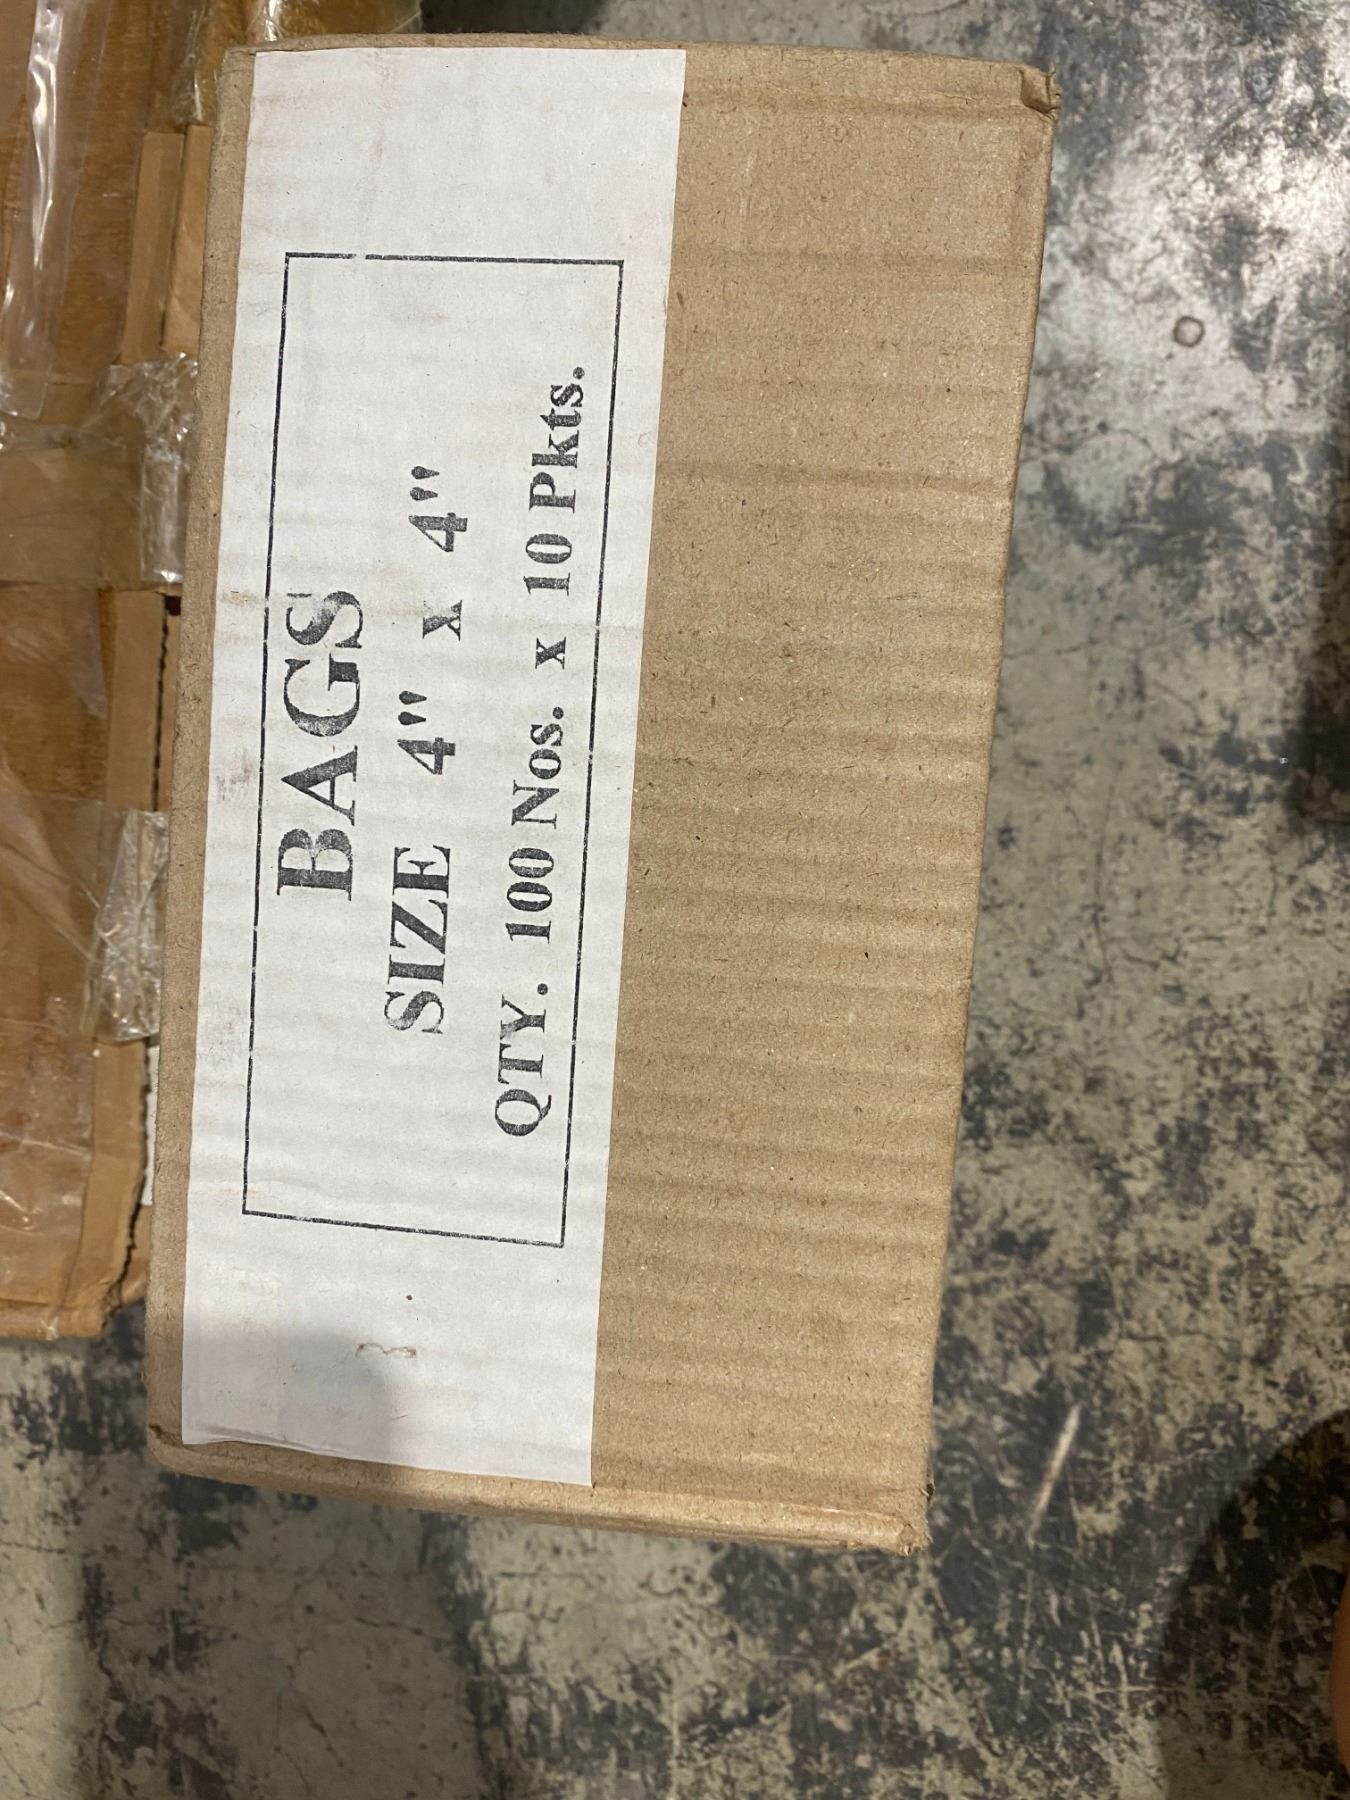 BAGS
SIZE 4" x 4"
QTY. 100 Nos. x 10 Pkts.